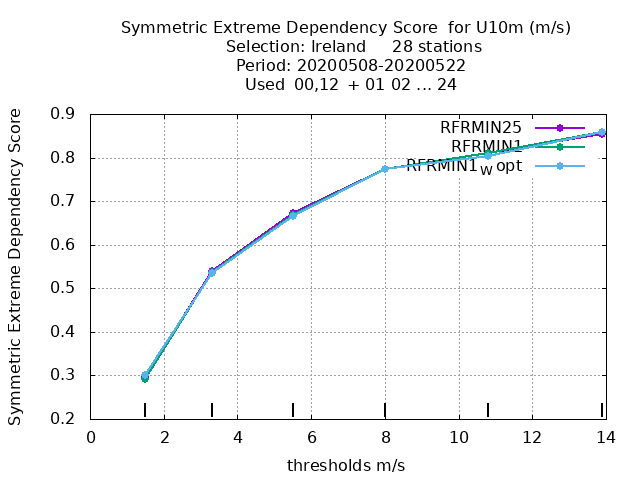 Symmetric Extreme Dependency Score for U10m (m/s)
Selection: Ireland 28 stations
Period: 20200508-20200522
Used 00,12 + 01 02 ... 24
Symmetric Extreme Dependency Score
0.9
0.8
0.7
0.6
0.5
0.4
0.3
0.2
RFRMIN25
RFRMIN1
RFRMIN1wopt
0 2 4 6 8 10 12 14
thresholds m/s